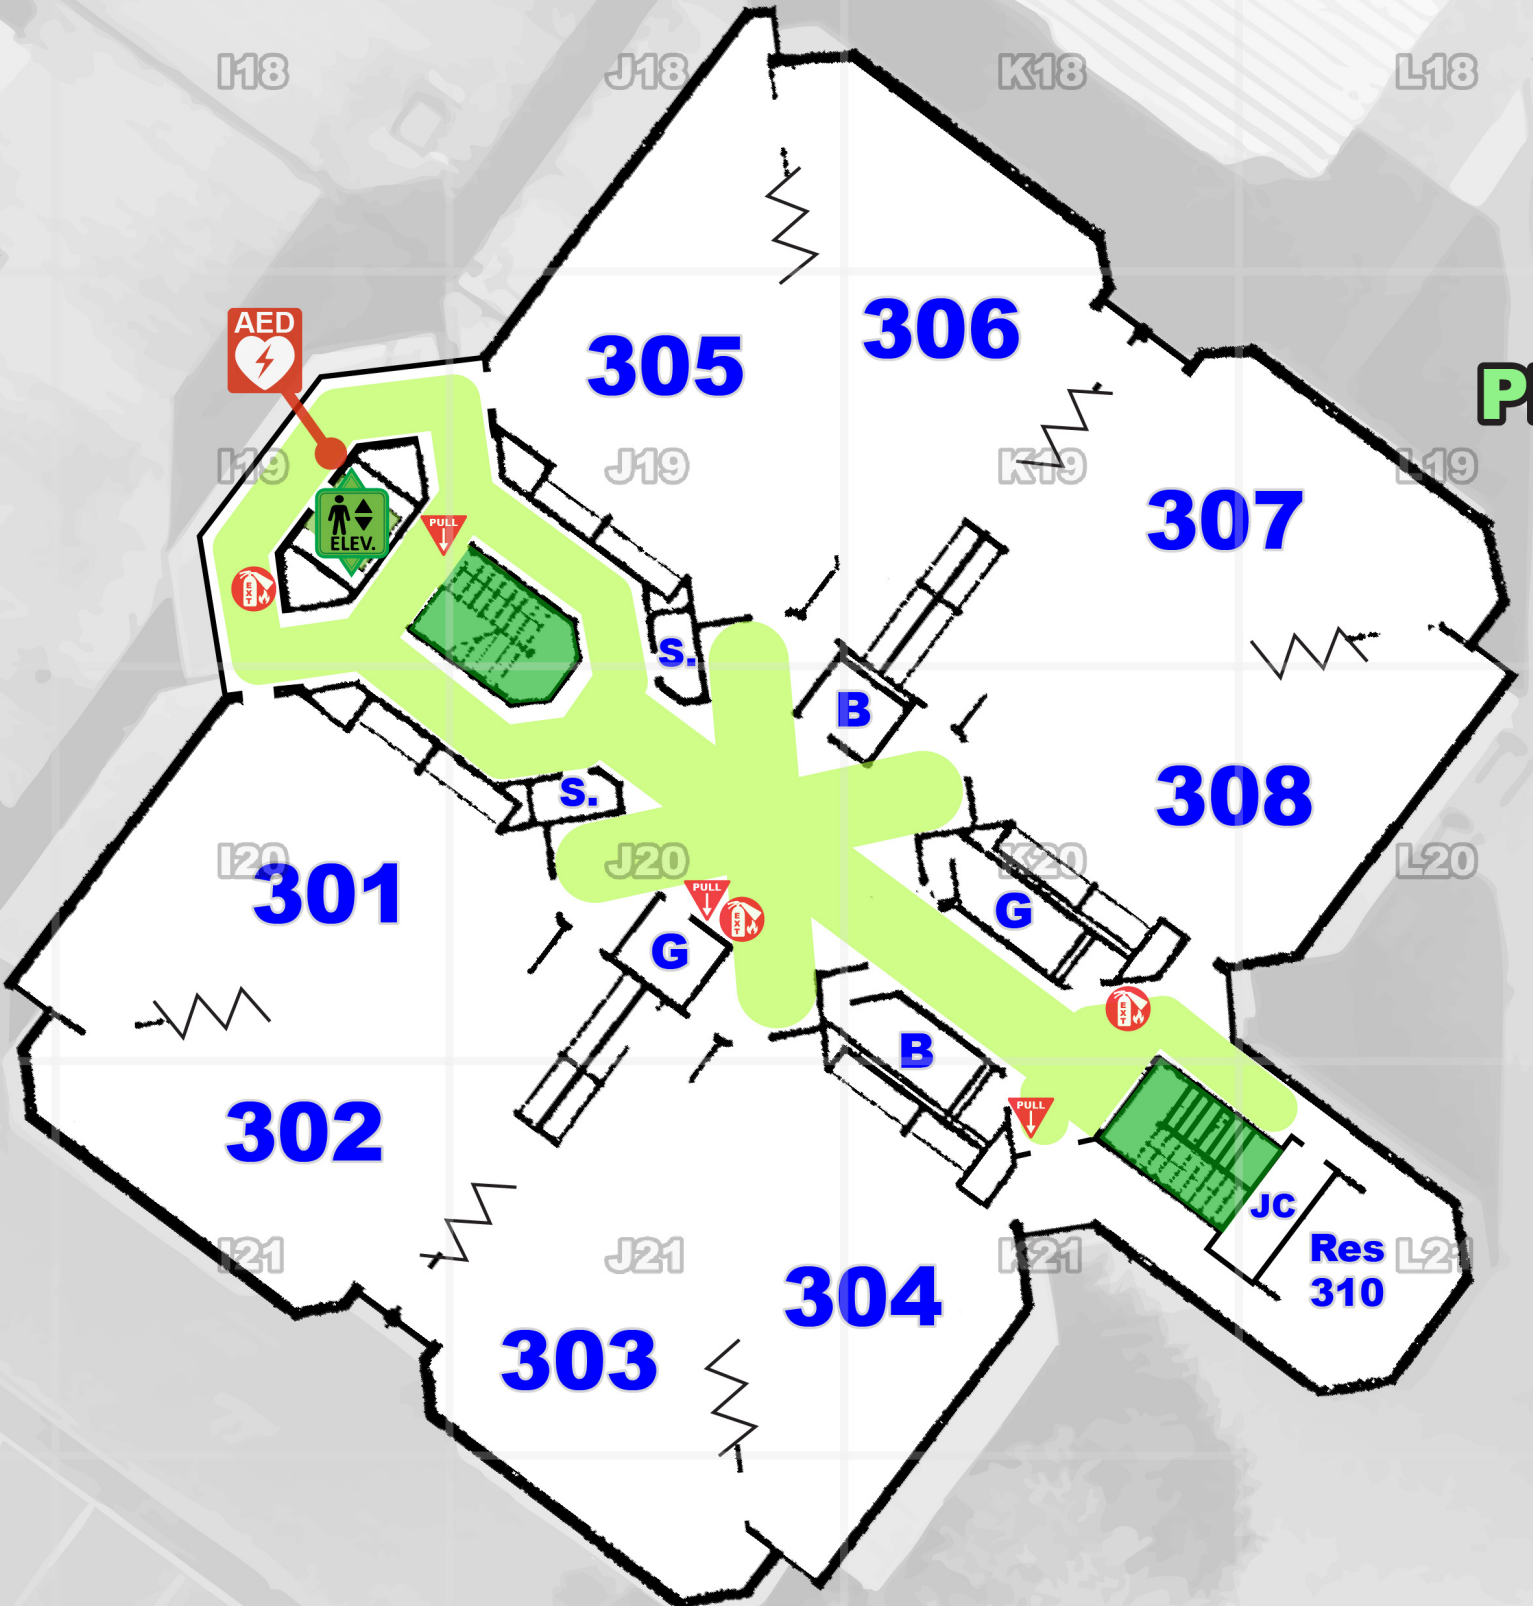 I18
J18
K18
L18
AED
305
306
I19
J19
K19
L19
P
ELEV.
PULL
EXT
307
S.
B
S.
308
301
I20
J20
K20
L20
PULL
EXT
G
G
EXT
B
PULL
302
JC
Res
310
I21
J21
K21
L21
304
303